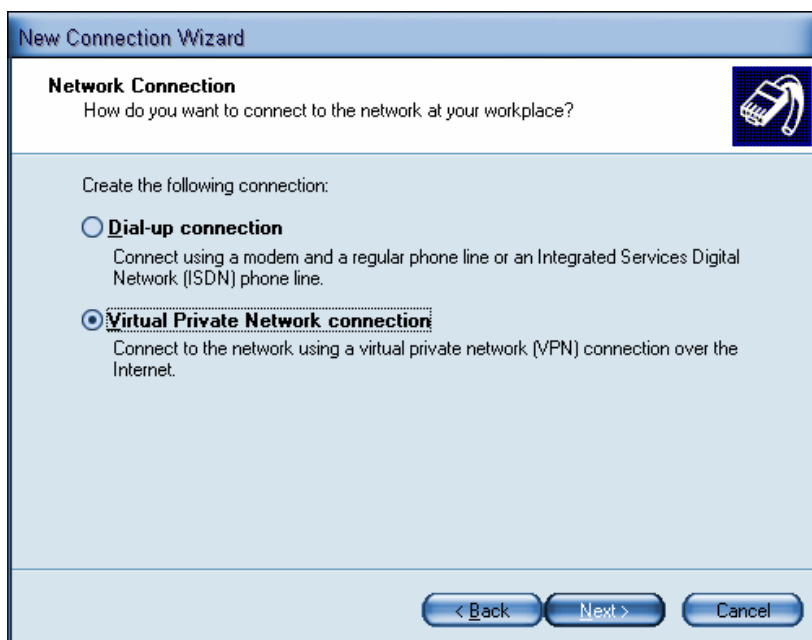 New Connection Wizard
Network Connection
How do you want to connect to the network at your workplace?
Create the following connection:
Dial-up connection
Connect using a modem and a regular phone line or an Integrated Services Digital
Network (ISDN) phone line.
Virtual Private Network connection
Connect to the network using a virtual private network (VPN) connection over the
Internet.
< Back Next > Cancel